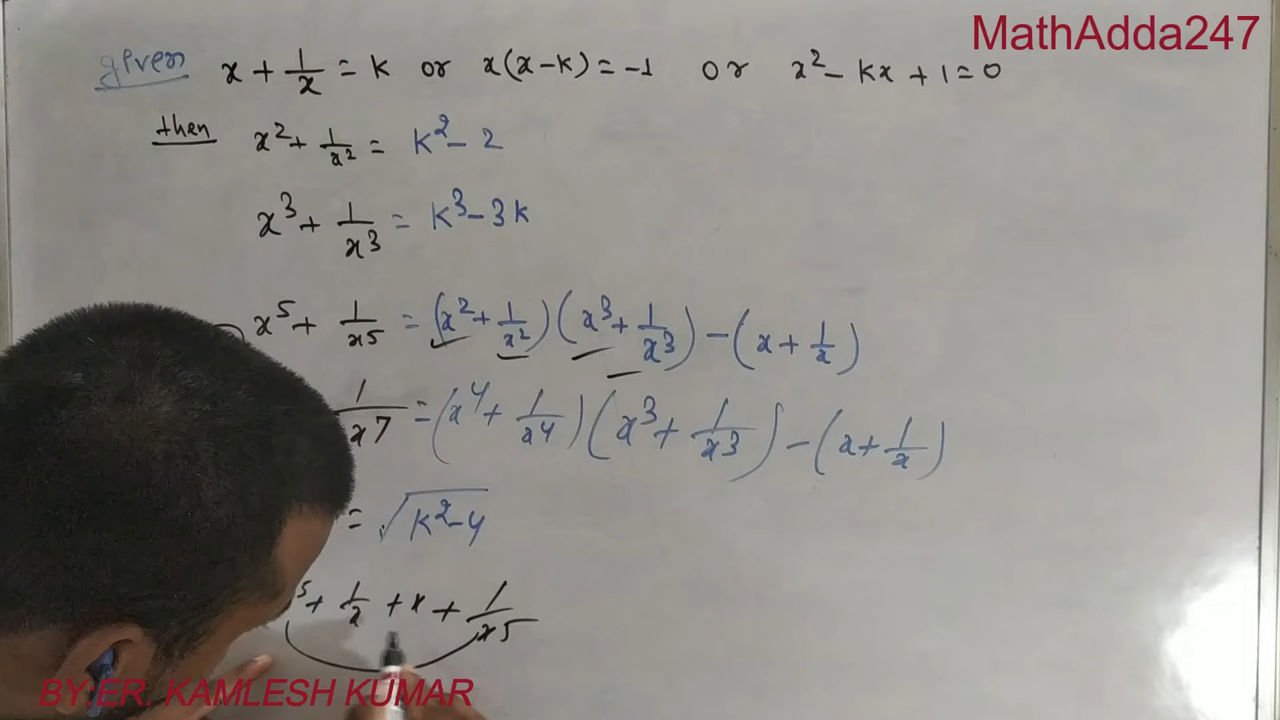 MathAdda247
given x + 1/x = k or x(x-k) = -1 or x² - kx + 1 = 0
then x² + 1/x² = k² - 2
x³ + 1/x³ = k³ - 3k
x⁵ + 1/x⁵ = (x² + 1/x²)(x³ + 1/x³) - (x + 1/x)
1/x⁷ = (x⁴ + 1/x⁴)(x³ + 1/x³) - (x + 1/x)
= √(k² - 4)
⁵ + 1/x + x + 1/x⁵
BY:ER. KAMLESH KUMAR